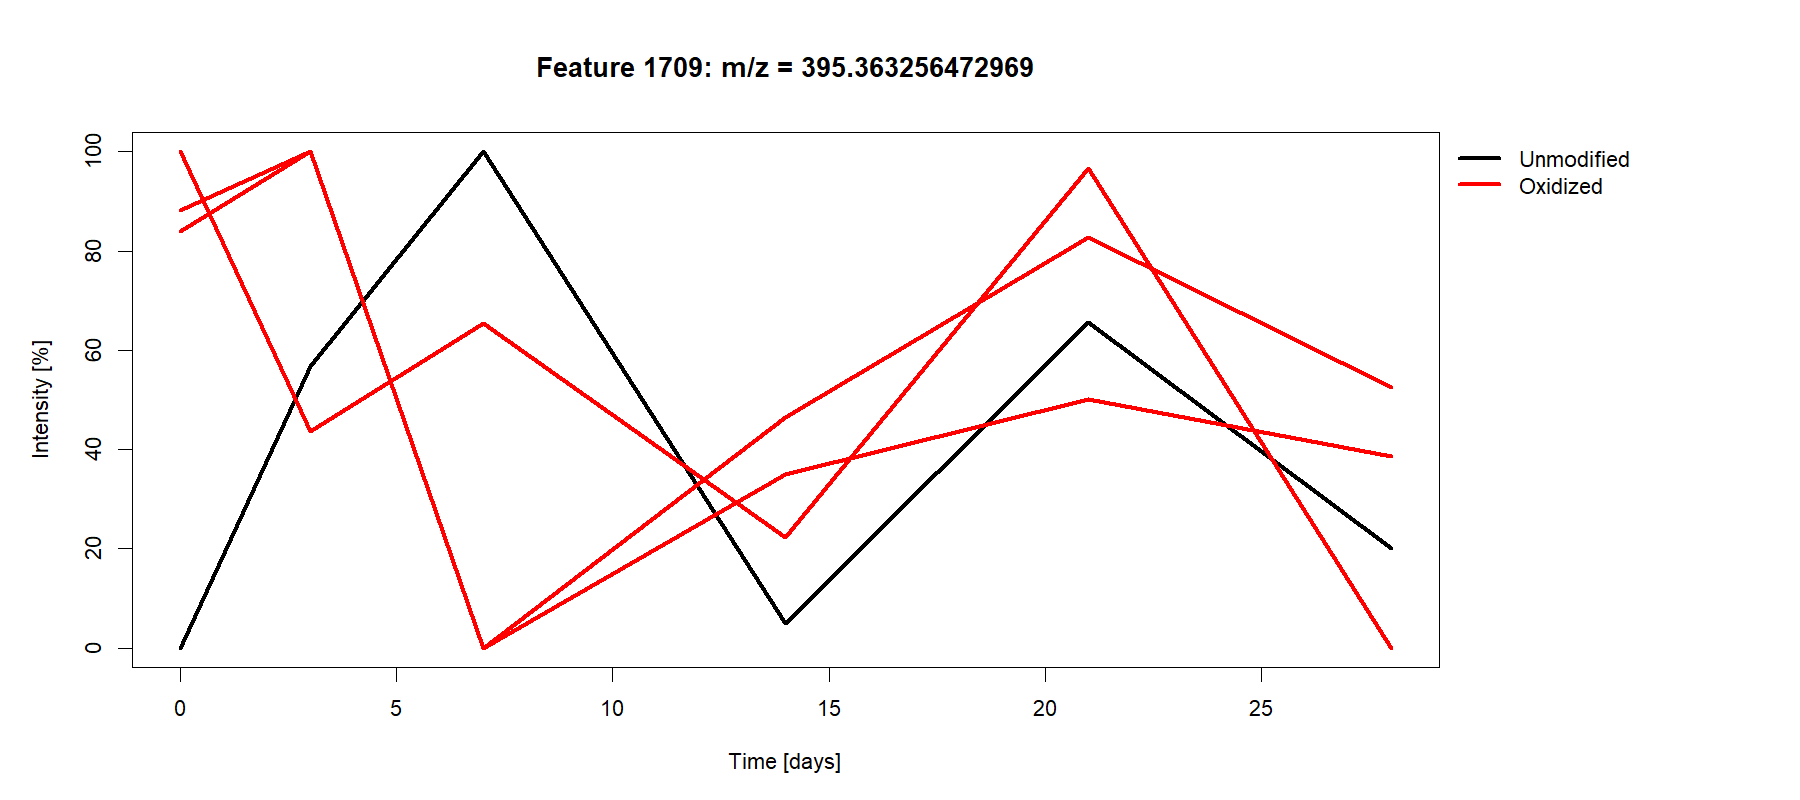 Feature 1709: m/z = 395.363256472969
Unmodified
Oxidized
Intensity [%]
100
80
60
40
20
0
0 5 10 15 20 25
Time [days]